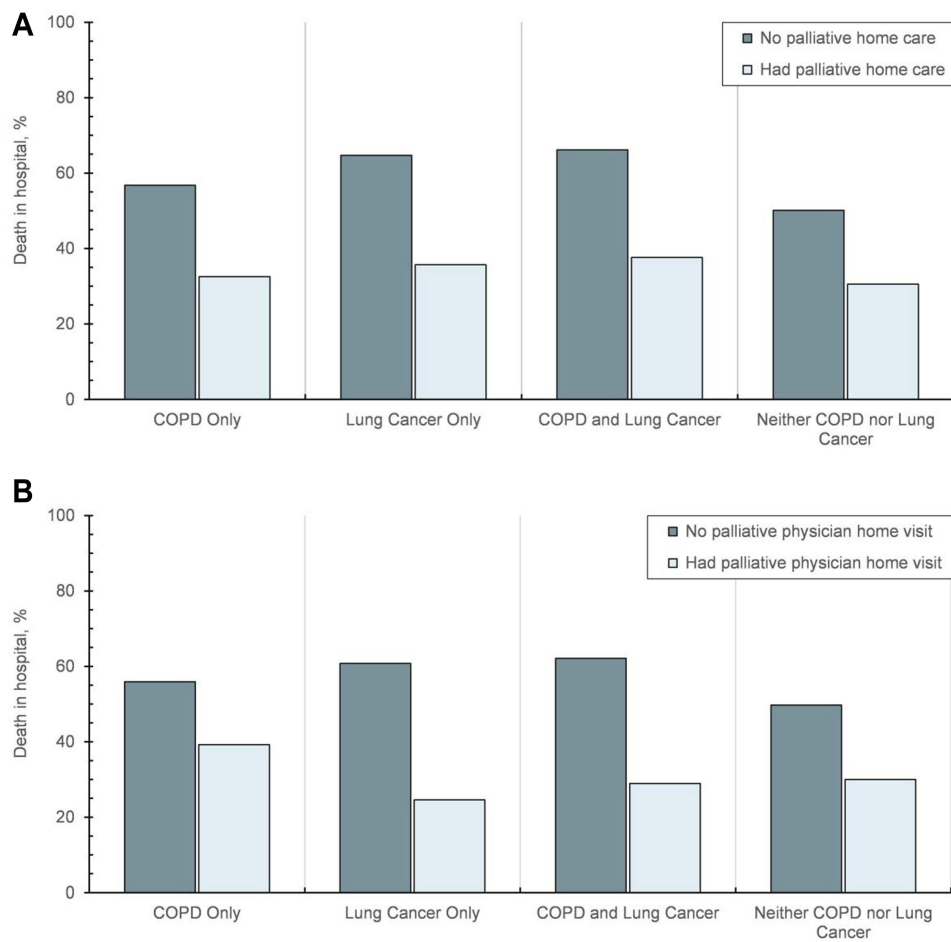 A
100
80
60
40
20
0
Death in hospital, %
No palliative home care
Had palliative home care
COPD Only
Lung Cancer Only
COPD and Lung Cancer
Neither COPD nor Lung
Cancer
B
100
80
60
40
20
0
Death in hospital, %
No palliative physician home visit
Had palliative physician home visit
COPD Only
Lung Cancer Only
COPD and Lung Cancer
Neither COPD nor Lung
Cancer